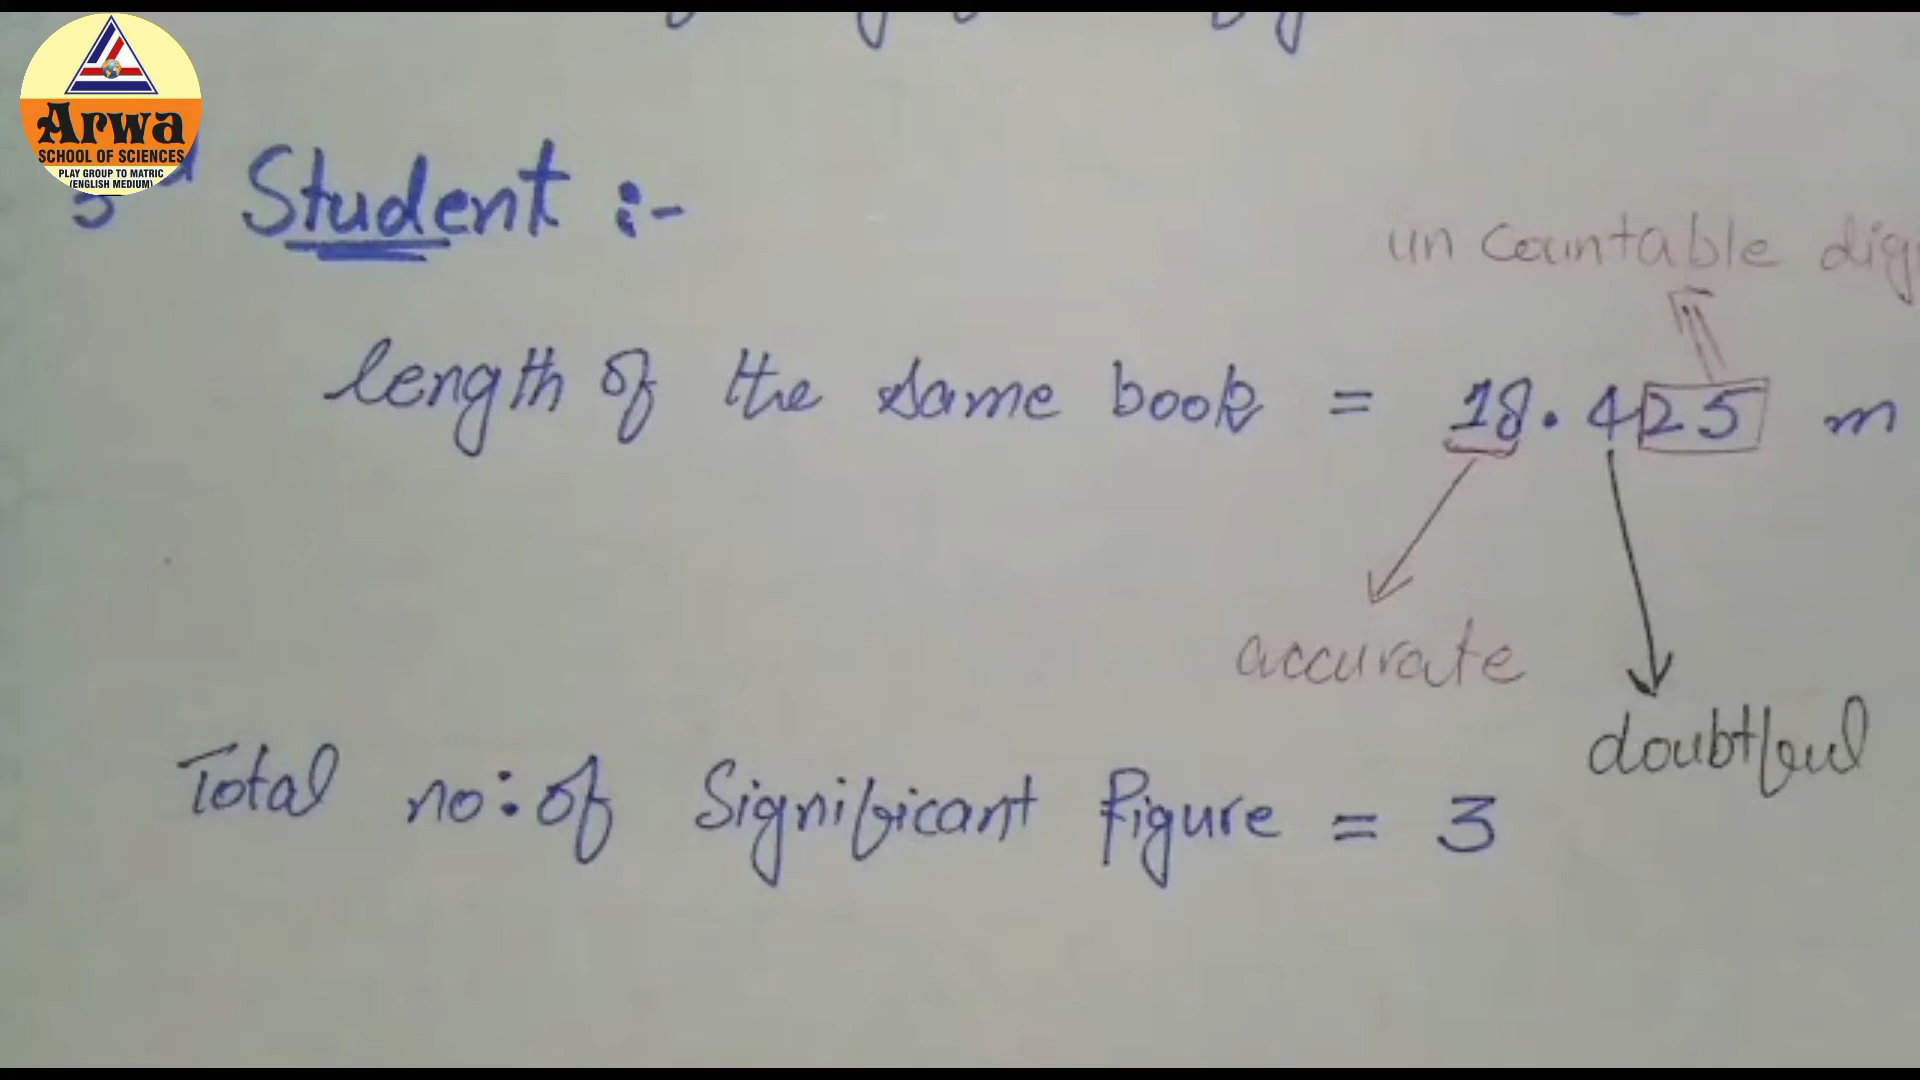 Arwa
SCHOOL OF SCIENCES
PLAY GROUP TO MATRIC
(ENGLISH MEDIUM)
Student :-
un countable
length of the same book = 18.425 m
accurate
doubtful
Total no: of Significant figure = 3